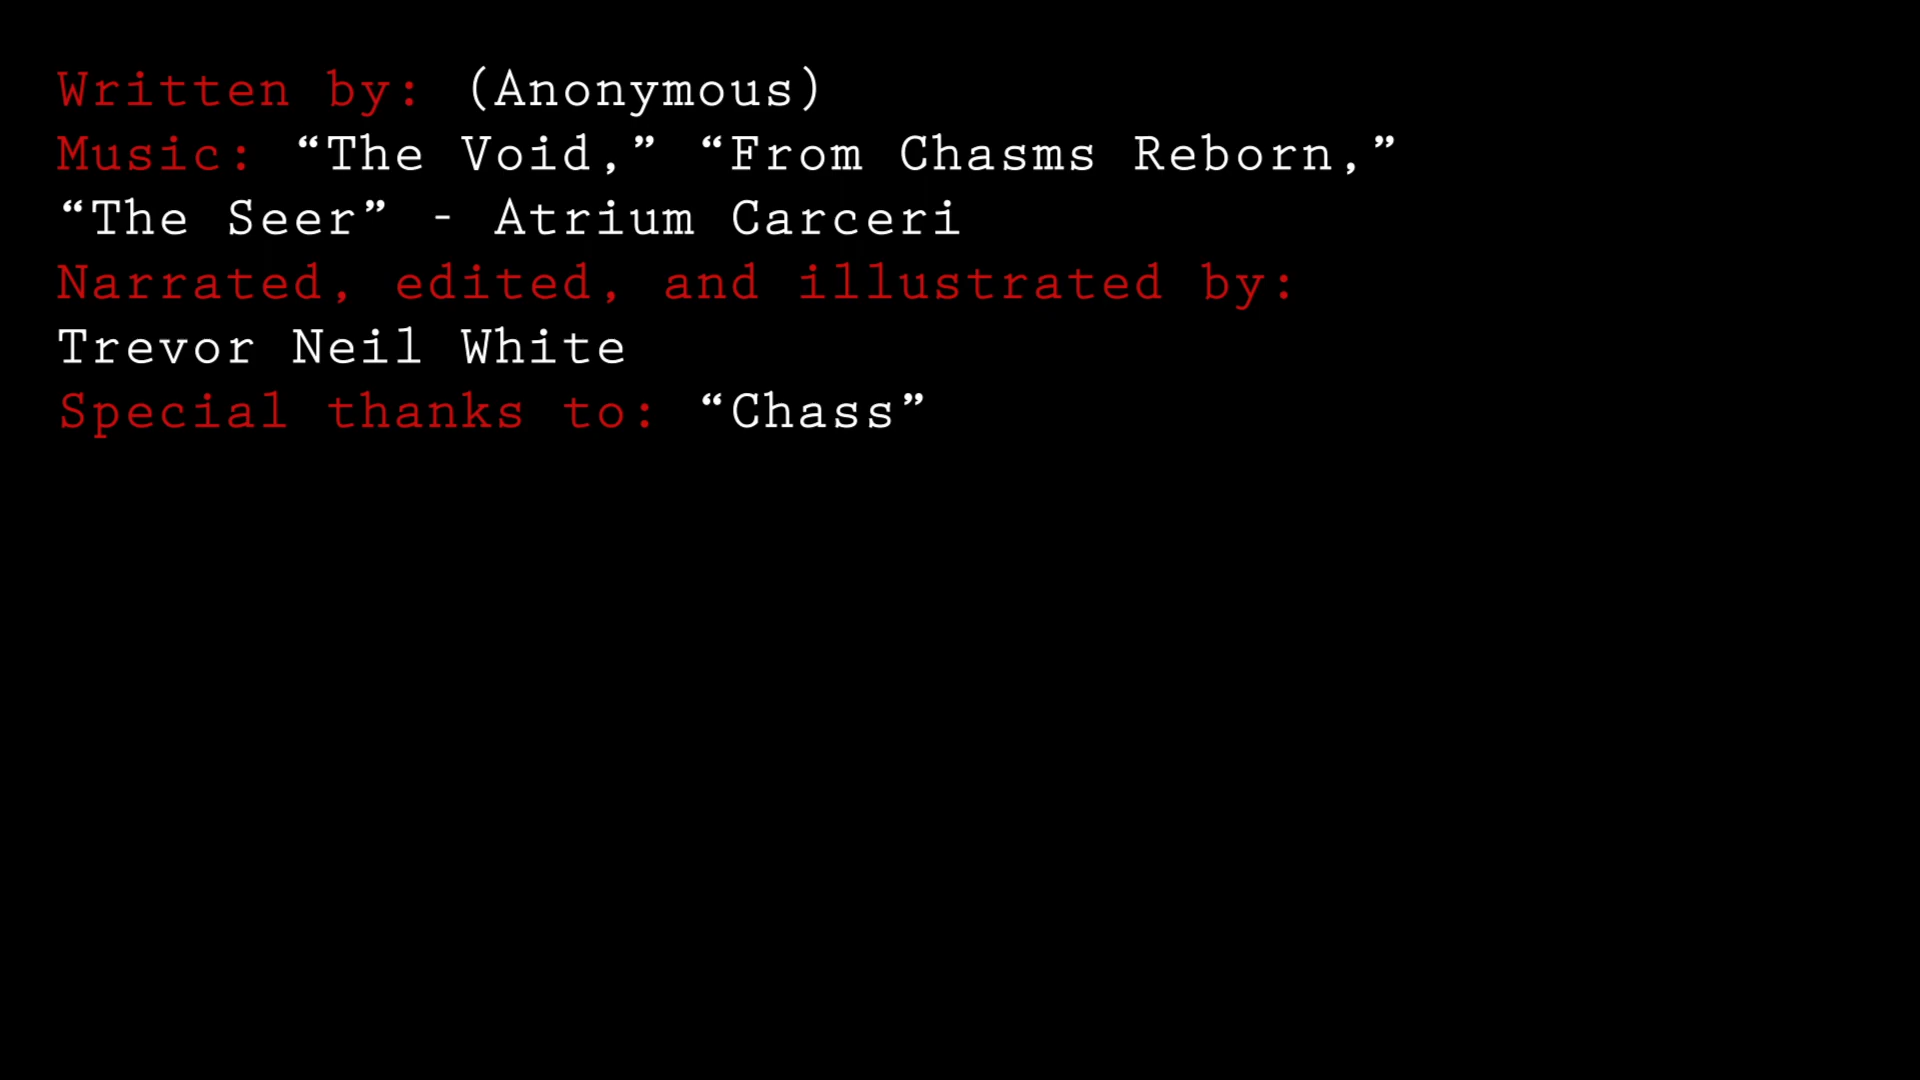 Written by: (Anonymous)
Music: “The Void,” “From Chasms Reborn,”
“The Seer” - Atrium Carceri
Narrated, edited, and illustrated by:
Trevor Neil White
Special thanks to: “Chass”